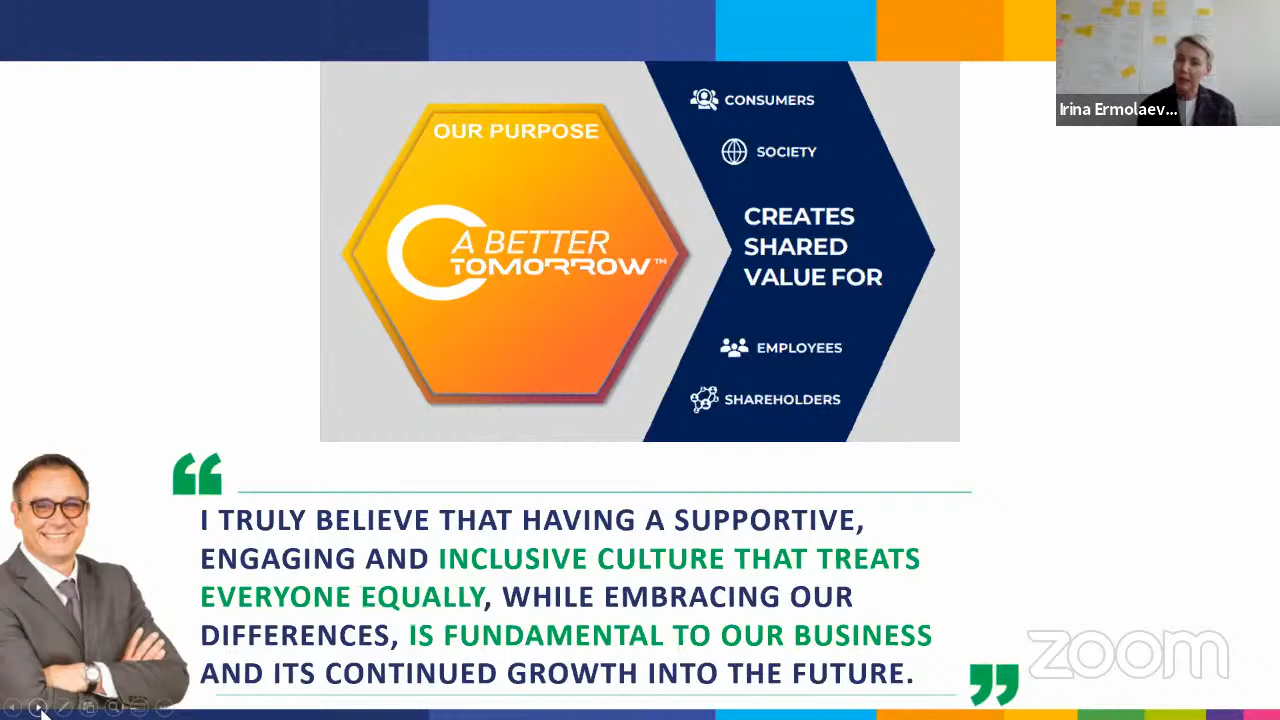 Irina Ermolaev...
OUR PURPOSE
A BETTER
TOMORROW™
CONSUMERS
SOCIETY
CREATES
SHARED
VALUE FOR
EMPLOYEES
SHAREHOLDERS
“
I TRULY BELIEVE THAT HAVING A SUPPORTIVE,
ENGAGING AND INCLUSIVE CULTURE THAT TREATS
EVERYONE EQUALLY, WHILE EMBRACING OUR
DIFFERENCES, IS FUNDAMENTAL TO OUR BUSINESS
AND ITS CONTINUED GROWTH INTO THE FUTURE.
”
zoom